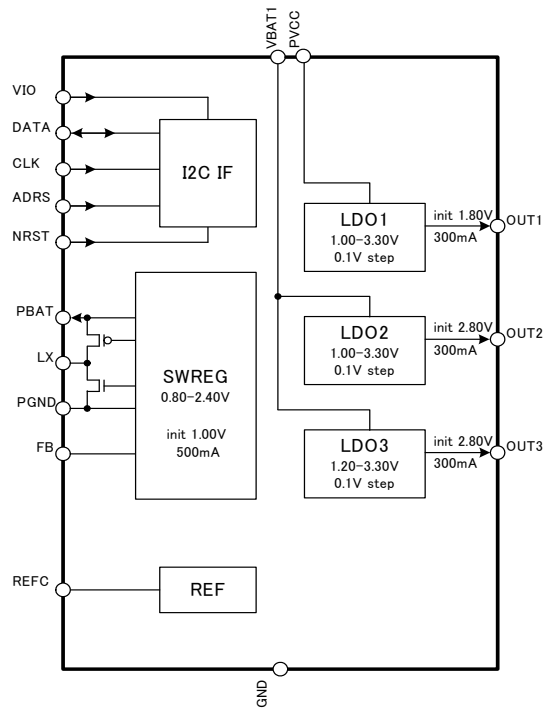 VBAT1
PVCC
VIO
DATA
CLK
ADRS
NRST
I2C IF
LDO1
1.00-3.30V
0.1V step
init 1.80V
300mA
OUT1
PBAT
LX
PGND
FB
SWREG
0.80-2.40V
init 1.00V
500mA
LDO2
1.00-3.30V
0.1V step
init 2.80V
300mA
OUT2
LDO3
1.20-3.30V
0.1V step
init 2.80V
300mA
OUT3
REFC
REF
GND